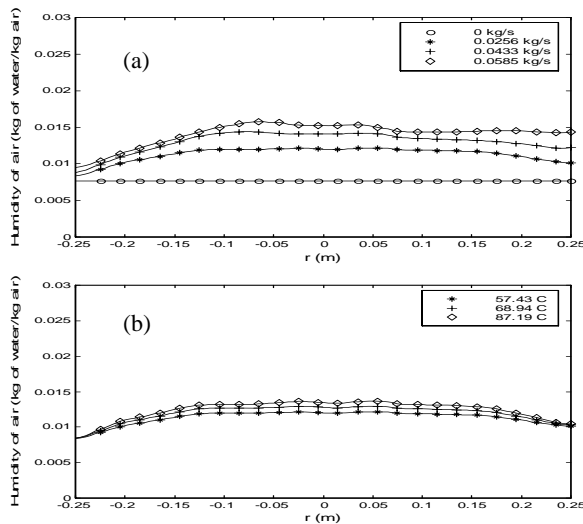 0.03
0.025
0.02
0.015
0.01
0.005
0
Humidity of air (kg of water/kg air)
(a)
0 kg/s
0.0256 kg/s
0.0433 kg/s
0.0585 kg/s
-0.25 -0.2 -0.15 -0.1 -0.05 0 0.05 0.1 0.15 0.2 0.25
r (m)
0.03
0.025
0.02
0.015
0.01
0.005
0
Humidity of air (kg of water/kg air)
(b)
57.43 C
68.94 C
87.19 C
-0.25 -0.2 -0.15 -0.1 -0.05 0 0.05 0.1 0.15 0.2 0.25
r (m)